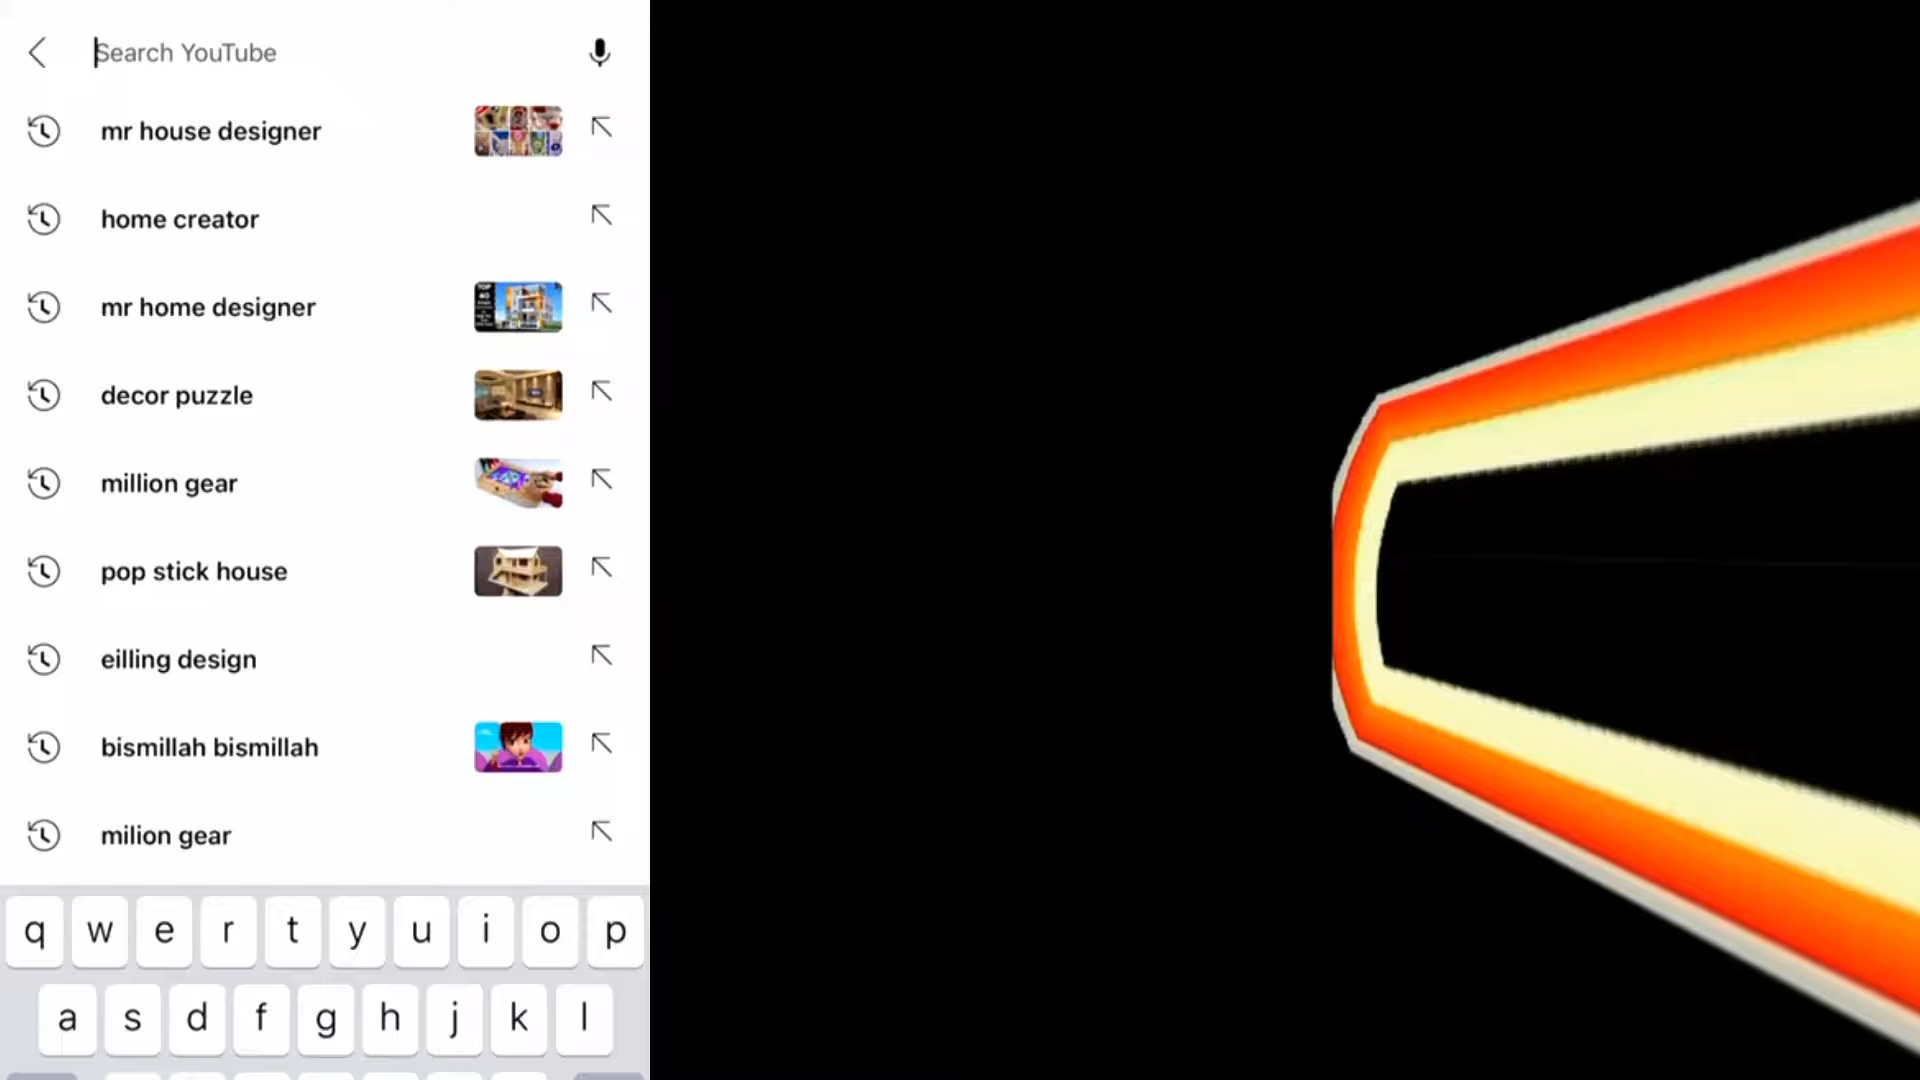 Search YouTube
mr house designer
home creator
mr home designer
decor puzzle
million gear
pop stick house
eilling design
bismillah bismillah
milion gear
q w e r t y u i o p
a s d f g h j k l